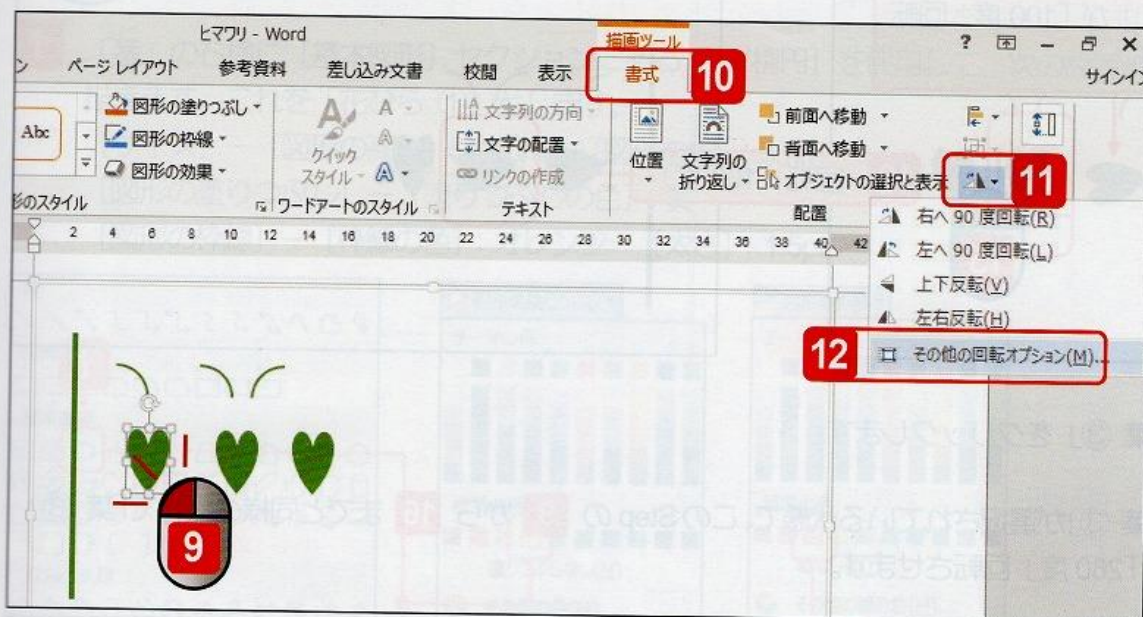 ヒマワリ - Word
描画ツール
?
ページ レイアウト 参考資料 差し込み文書 校閲 表示 書式 10
サインイン
Abc
図形の塗りつぶし
図形の枠線
図形の効果
クイック
スタイル
A
文字列の方向
文字の配置
リンクの作成
位置
文字列の
折り返し
前面へ移動
背面へ移動
オブジェクトの選択と表示
11
形のスタイル
ワードアートのスタイル
テキスト
配置
2 4 6 8 10 12 14 16 18 20 22 24 26 28 30 32 34 36 38 40 42
右へ 90 度回転(R)
左へ 90 度回転(L)
上下反転(V)
左右反転(H)
12 その他の回転オプション(M)...
9